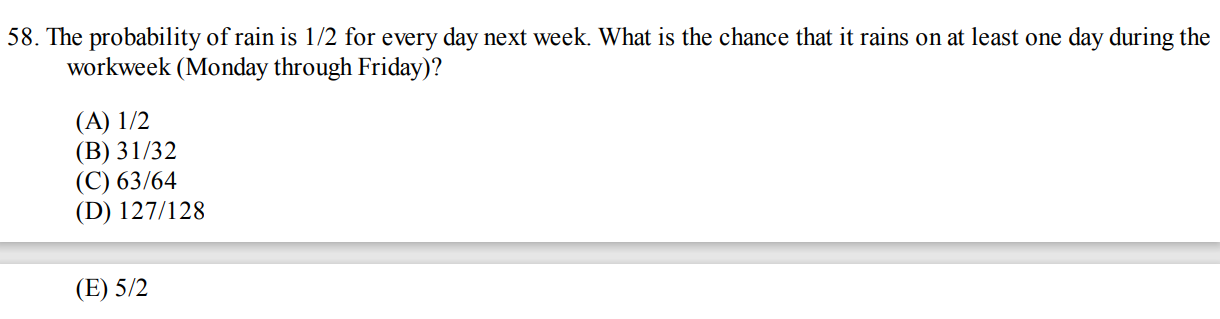 58. The probability of rain is 1/2 for every day next week. What is the chance that it rains on at least one day during the
workweek (Monday through Friday)?
(A) 1/2
(B) 31/32
(C) 63/64
(D) 127/128
(E) 5/2